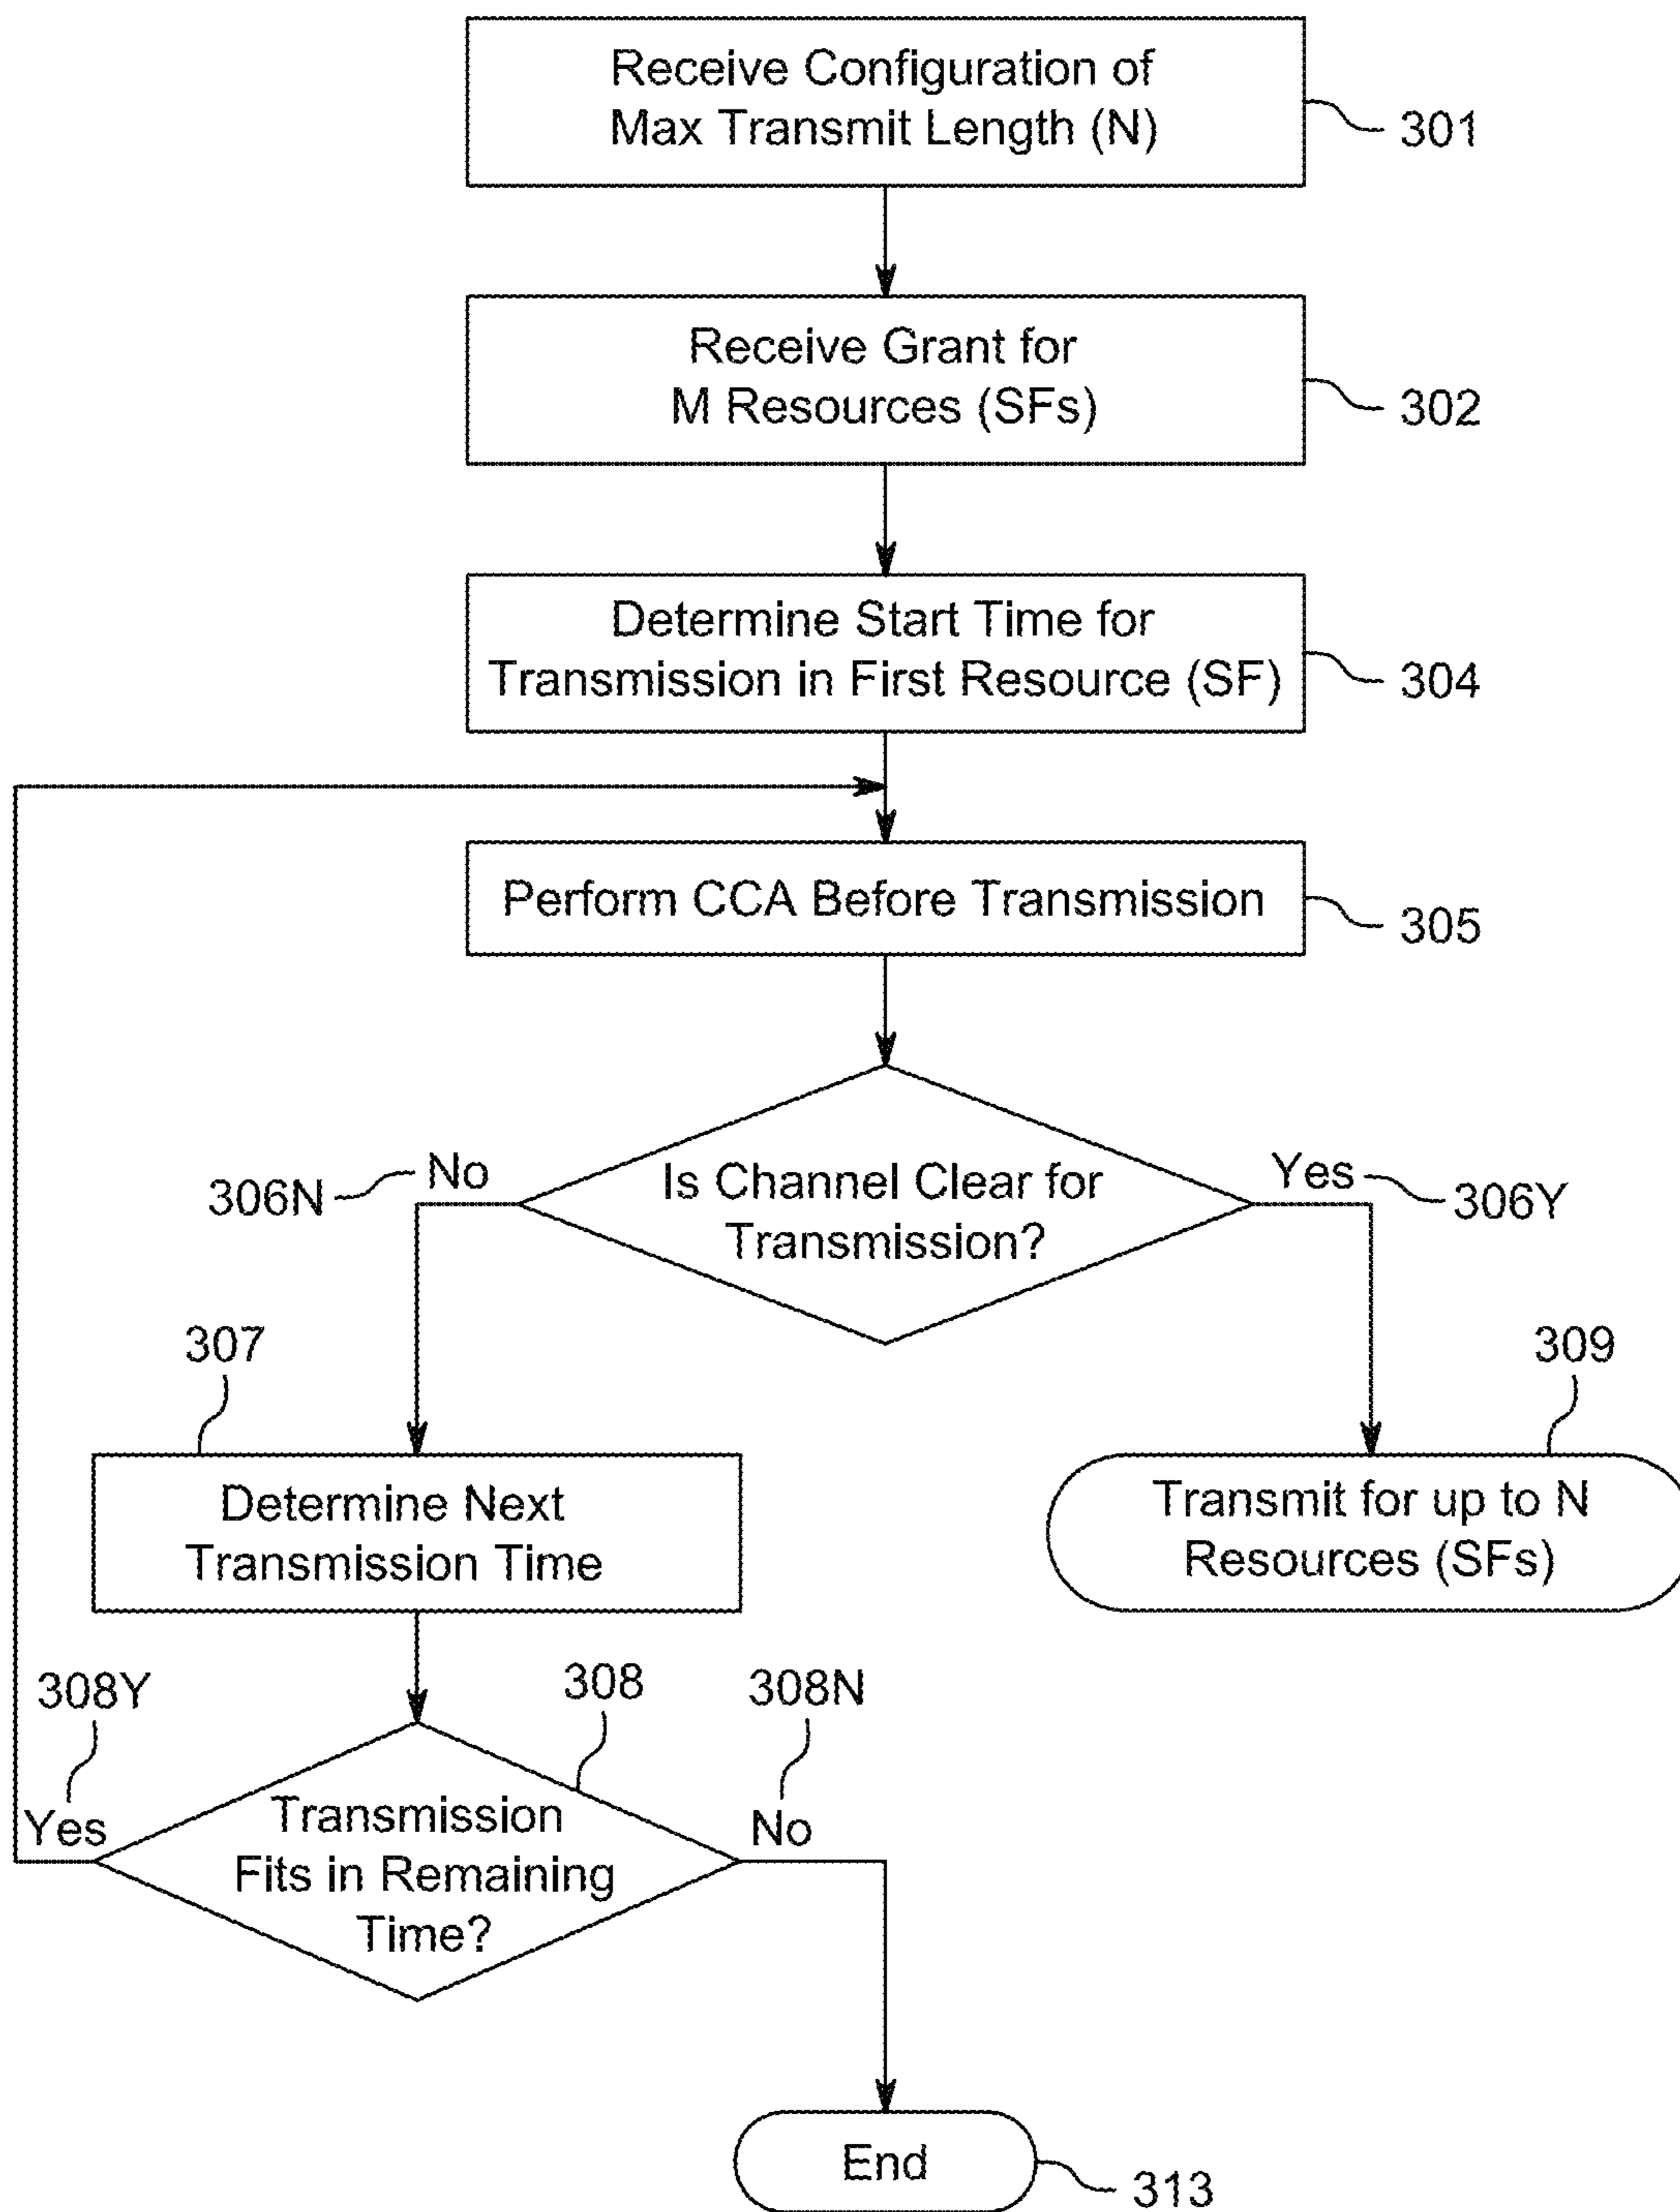 Receive Configuration of
Max Transmit Length (N)
301
Receive Grant for
M Resources (SFs)
302
Determine Start Time for
Transmission in First Resource (SF)
304
Perform CCA Before Transmission
305
306N
No
Is Channel Clear for
Transmission?
Yes
306Y
307
Determine Next
Transmission Time
309
Transmit for up to N
Resources (SFs)
308Y
308
308N
Yes
Transmission
Fits in Remaining
Time?
No
End
313